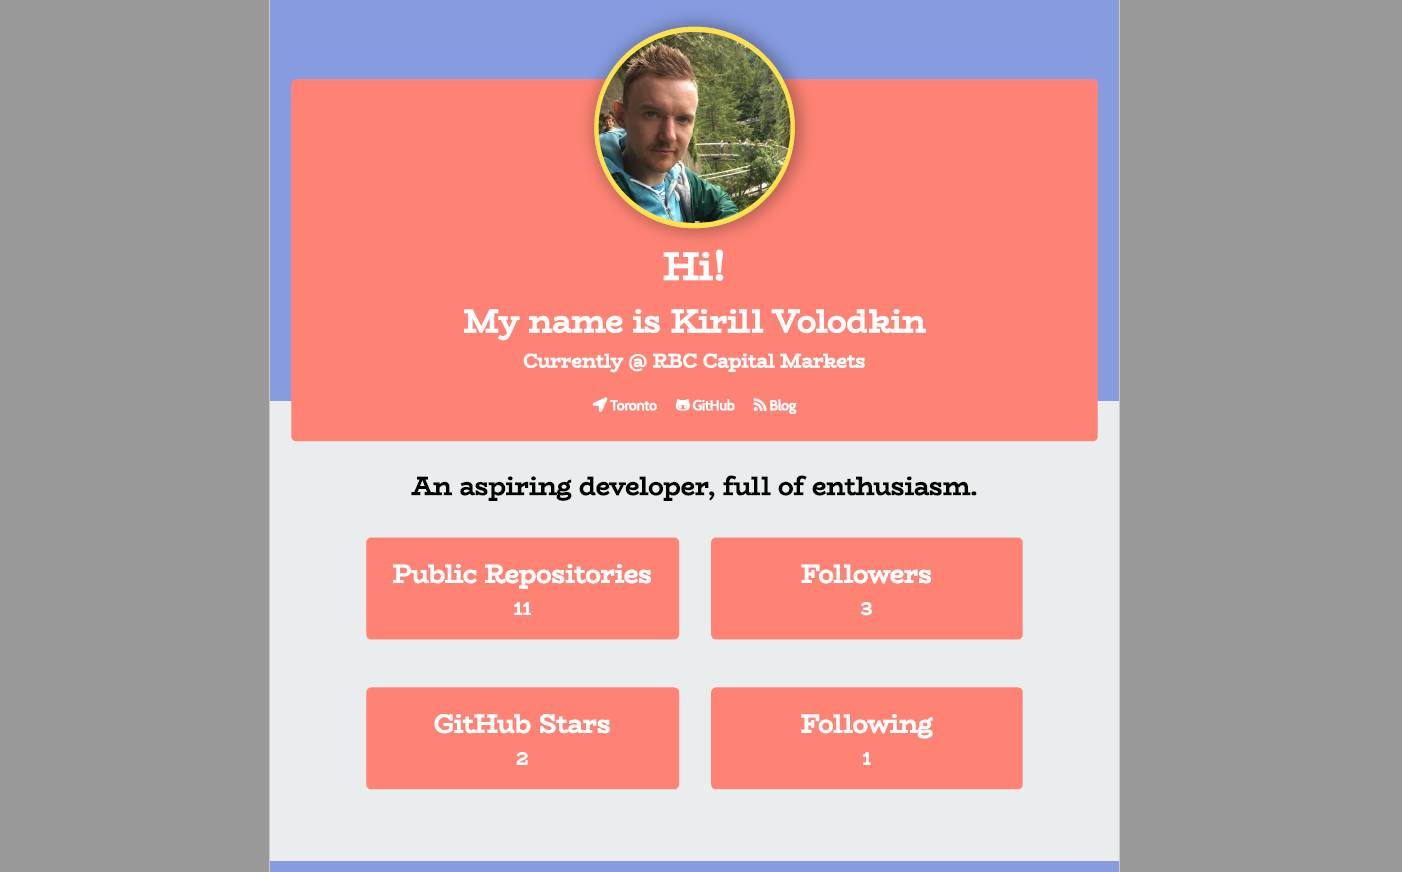 Hi!
My name is Kirill Volodkin
Currently @ RBC Capital Markets
Toronto GitHub Blog
An aspiring developer, full of enthusiasm.
Public Repositories
11
Followers
3
GitHub Stars
2
Following
1